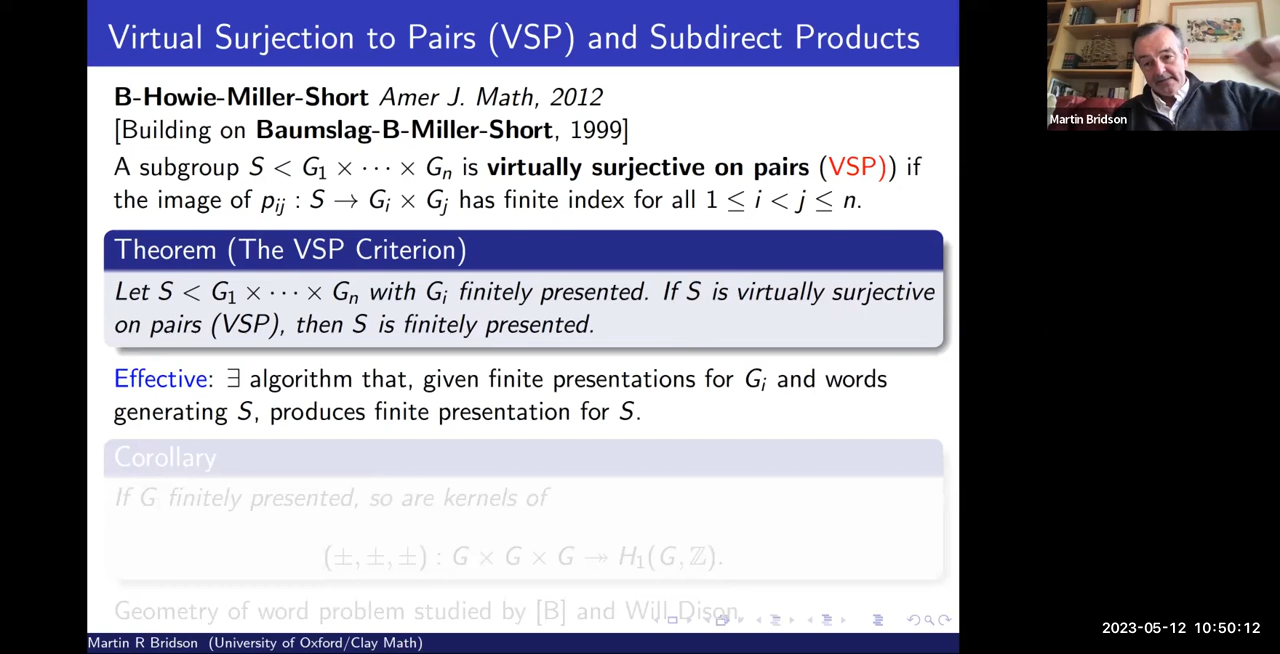 Virtual Surjection to Pairs (VSP) and Subdirect Products
B-Howie-Miller-Short Amer J. Math, 2012
[Building on Baumslag-B-Miller-Short, 1999]
A subgroup S < G₁ × ⋯ × Gₙ is virtually surjective on pairs (VSP)) if
the image of pᵢⱼ : S → Gᵢ × Gⱼ has finite index for all 1 ≤ i < j ≤ n.
Theorem (The VSP Criterion)
Let S < G₁ × ⋯ × Gₙ with Gᵢ finitely presented. If S is virtually surjective
on pairs (VSP), then S is finitely presented.
Effective: ∃ algorithm that, given finite presentations for Gᵢ and words
generating S, produces finite presentation for S.
Corollary
If G finitely presented, so are kernels of
(±, ±, ±) : G × G × G ↠ H₁(G, ℤ).
Geometry of word problem studied by [B] and Will Dison.
Martin R Bridson (University of Oxford/Clay Math)
Martin Bridson
2023-05-12 10:50:12